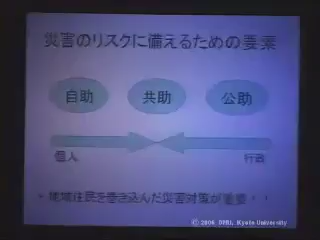 災害のリスクに備えるための要素
自助 共助 公助
個人 行政
・地域住民を巻き込んだ災害対策が重要・・
© 2006 DPRI, Kyoto University